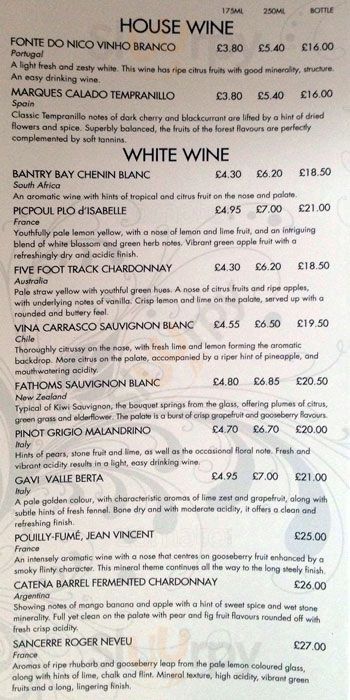 175ML 250ML BOTTLE
HOUSE WINE
FONTE DO NICO VINHO BRANCO £3.80 £5.40 £16.00
Portugal
A light fresh and zesty white. This wine has ripe citrus fruits with good minerality, structure.
An easy drinking wine.
MARQUES CALADO TEMPRANILLO £3.80 £5.40 £16.00
Spain
Classic Tempranillo notes of dark cherry and blackcurrant are lifted by a hint of dried
flowers and spice. Superbly balanced, the fruits of the forest flavours are perfectly
complemented by soft tannins.
WHITE WINE
BANTRY BAY CHENIN BLANC £4.30 £6.20 £18.50
South Africa
An aromatic wine with hints of tropical and citrus fruit on the nose and palate.
PICPOUL PLO d'ISABELLE £4.95 £7.00 £21.00
France
Youthfully pale lemon yellow, with a nose of lemon and lime fruit, and an intriguing
blend of white blossom and green herb notes. Vibrant green apple fruit with a
refreshingly dry and acidic finish.
FIVE FOOT TRACK CHARDONNAY £4.30 £6.20 £18.50
Australia
Pale straw yellow with youthful green hues. A nose of citrus fruits and ripe apples,
with underlying notes of vanilla. Crisp lemon and lime on the palate, served up with a
rounded and buttery feel.
VINA CARRASCO SAUVIGNON BLANC £4.55 £6.50 £19.50
Chile
Thoroughly citrussy on the nose, with fresh lime and lemon forming the aromatic
backdrop. More citrus on the palate, accompanied by a riper hint of pineapple, and
mouthwatering acidity.
FATHOMS SAUVIGNON BLANC £4.80 £6.85 £20.50
New Zealand
Typical of Kiwi Sauvignon, the bouquet springs from the glass, offering plumes of citrus,
green grass and elderflower. The palate is a burst of crisp grapefruit and gooseberry flavours.
PINOT GRIGIO MALANDRINO £4.70 £6.70 £20.00
Italy
Hints of pears, stone fruit and lime, as well as the occasional floral note. Fresh and
vibrant acidity results in a light, easy drinking wine.
GAVI VALLE BERTA £4.95 £7.00 £21.00
Italy
A pale golden colour, with characteristic aromas of lime zest and grapefruit, along with
subtle hints of fresh fennel. Bone dry and with moderate acidity, it offers a clean and
refreshing finish.
POUILLY-FUMÉ, JEAN VINCENT £25.00
France
An intensely aromatic wine with a nose that centres on gooseberry fruit enhanced by a
smoky flinty character. This mineral theme continues all the way to the long steely finish.
CATENA BARREL FERMENTED CHARDONNAY £26.00
Argentina
Showing notes of mango banana and apple with a hint of sweet spice and wet stone
minerality. Full yet clean on the palate with pear and fig fruit flavours rounded off with
fresh crisp acidity.
SANCERRE ROGER NEVEU £27.00
France
Aromas of ripe rhubarb and gooseberry leap from the pale lemon coloured glass,
along with hints of lime, chalk and flint. Mineral texture, high acidity, vibrant green
fruits and a long, lingering finish.